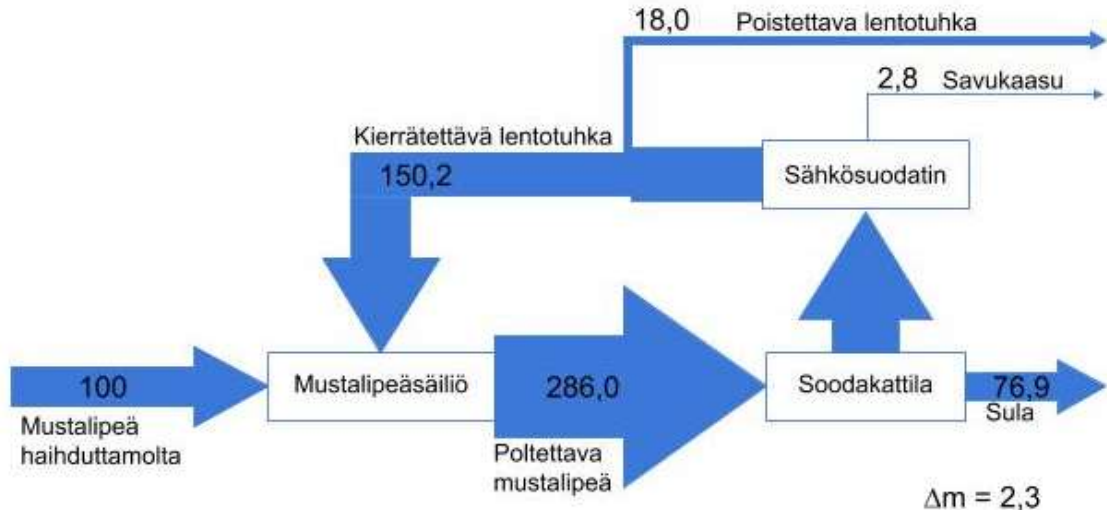 18,0 Poistettava lentotuhka
2,8 Savukaasu
Kierrätettävä lentotuhka
150,2
Sähkösuodatin
100
Mustalipeä
haihduttamolta
Mustalipeäsäiliö
286,0
Poltettava
mustalipeä
Soodakattila
76,9
Sula
Δm = 2,3